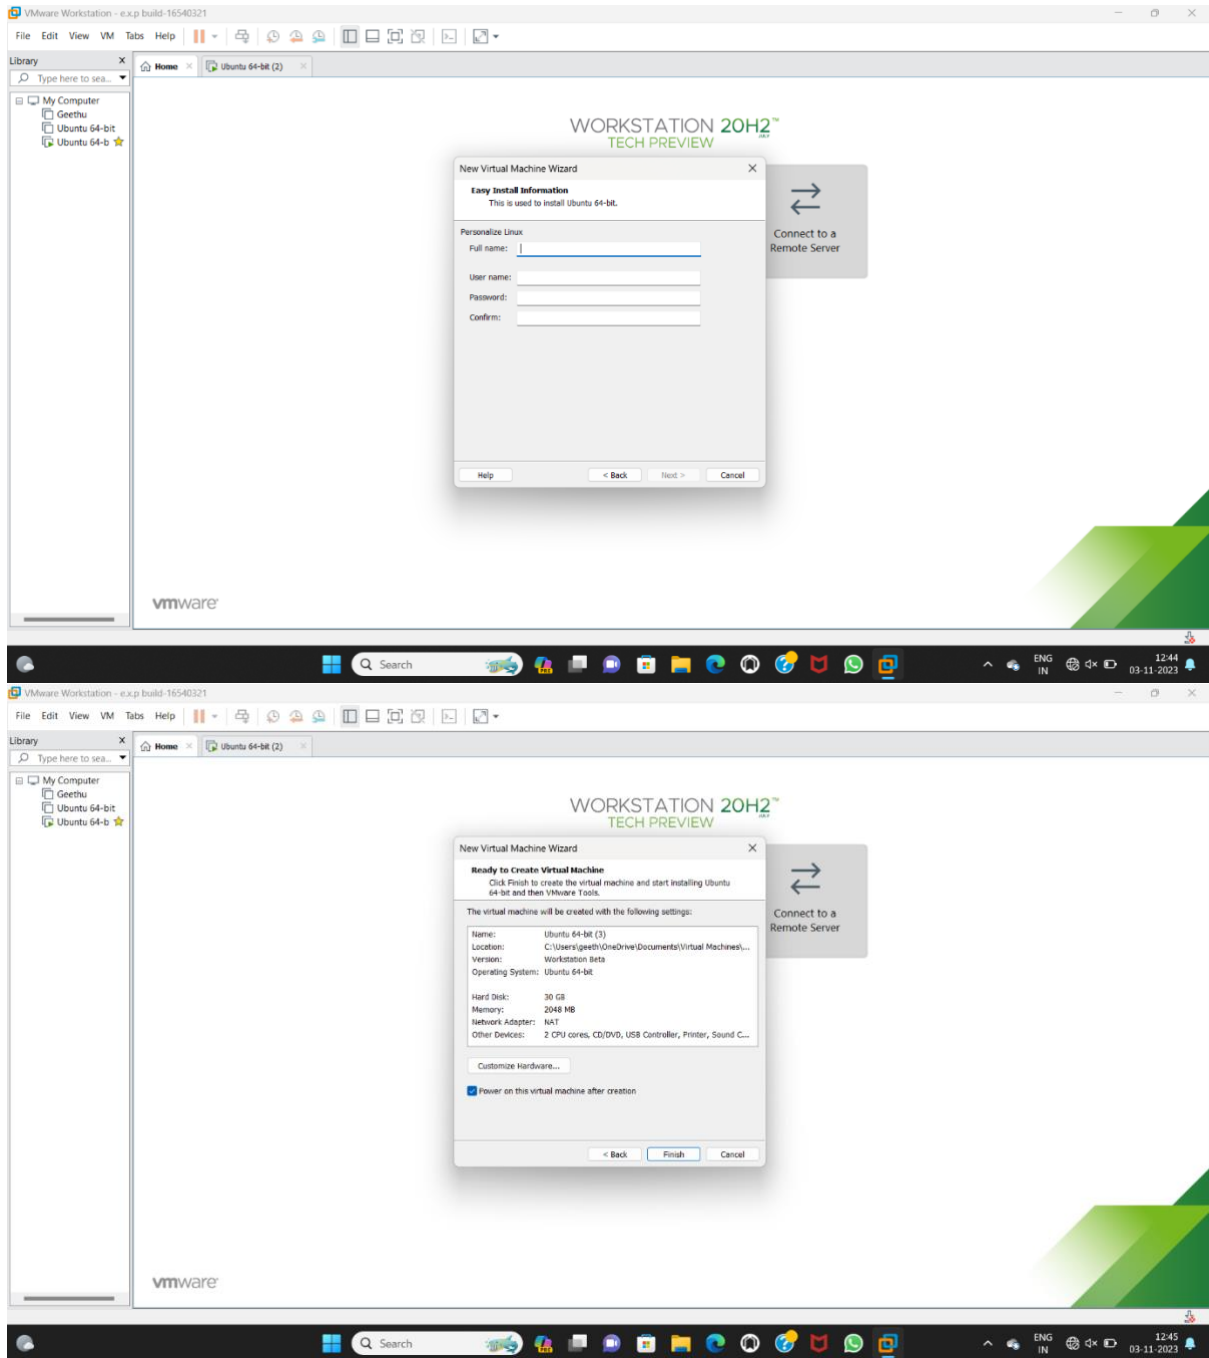 VMware Workstation - e.x.p build-16540321
File Edit View VM Tabs Help
Library X
Home × Ubuntu 64-bit (2) ×
Type here to sea...
My Computer
Geethu
Ubuntu 64-bit
Ubuntu 64-b
WORKSTATION 20H2™
TECH PREVIEW
New Virtual Machine Wizard
Easy Install Information
This is used to install Ubuntu 64-bit.
Personalize Linux
Full name:
User name:
Password:
Confirm:
Help < Back Next > Cancel
Connect to a
Remote Server
vmware
Search
ENG
IN
12:44
03-11-2023
VMware Workstation - e.x.p build-16540321
File Edit View VM Tabs Help
Library X
Home × Ubuntu 64-bit (2) ×
Type here to sea...
My Computer
Geethu
Ubuntu 64-bit
Ubuntu 64-b
WORKSTATION 20H2™
TECH PREVIEW
New Virtual Machine Wizard
Ready to Create Virtual Machine
Click Finish to create the virtual machine and start installing Ubuntu
64-bit and then VMware Tools.
The virtual machine will be created with the following settings:
Name: Ubuntu 64-bit (3)
Location: C:\Users\geeth\OneDrive\Documents\Virtual Machines\...
Version: Workstation Beta
Operating System: Ubuntu 64-bit
Hard Disk: 30 GB
Memory: 2048 MB
Network Adapter: NAT
Other Devices: 2 CPU cores, CD/DVD, USB Controller, Printer, Sound C...
Customize Hardware...
Power on this virtual machine after creation
< Back Finish Cancel
Connect to a
Remote Server
vmware
Search
ENG
IN
12:45
03-11-2023